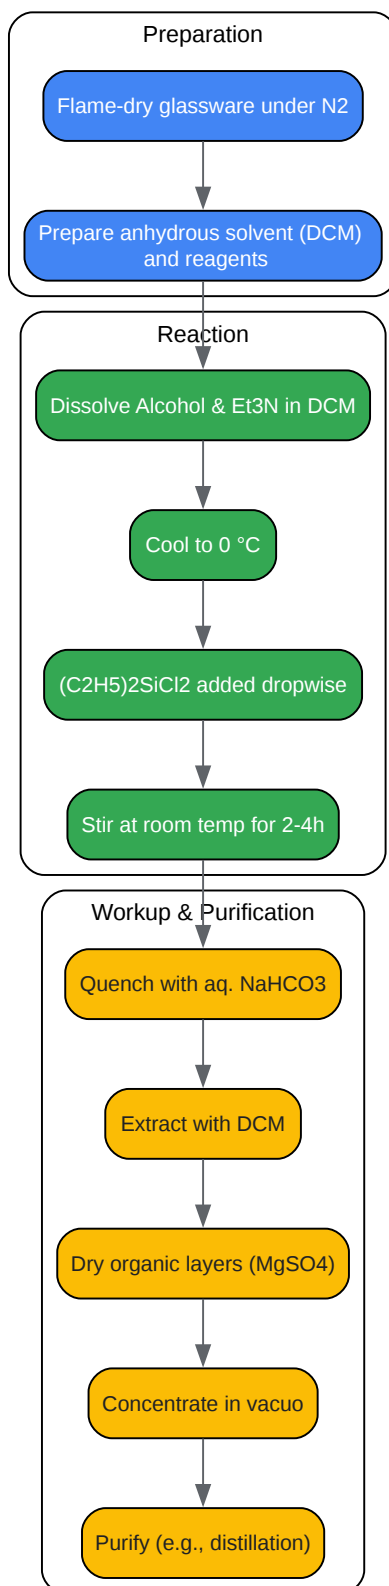 Preparation
Flame-dry glassware under N2
Prepare anhydrous solvent (DCM)
and reagents
Reaction
Dissolve Alcohol & Et3N in DCM
Cool to 0 °C
(C2H5)2SiCl2 added dropwise
Stir at room temp for 2-4h
Workup & Purification
Quench with aq. NaHCO3
Extract with DCM
Dry organic layers (MgSO4)
Concentrate in vacuo
Purify (e.g., distillation)